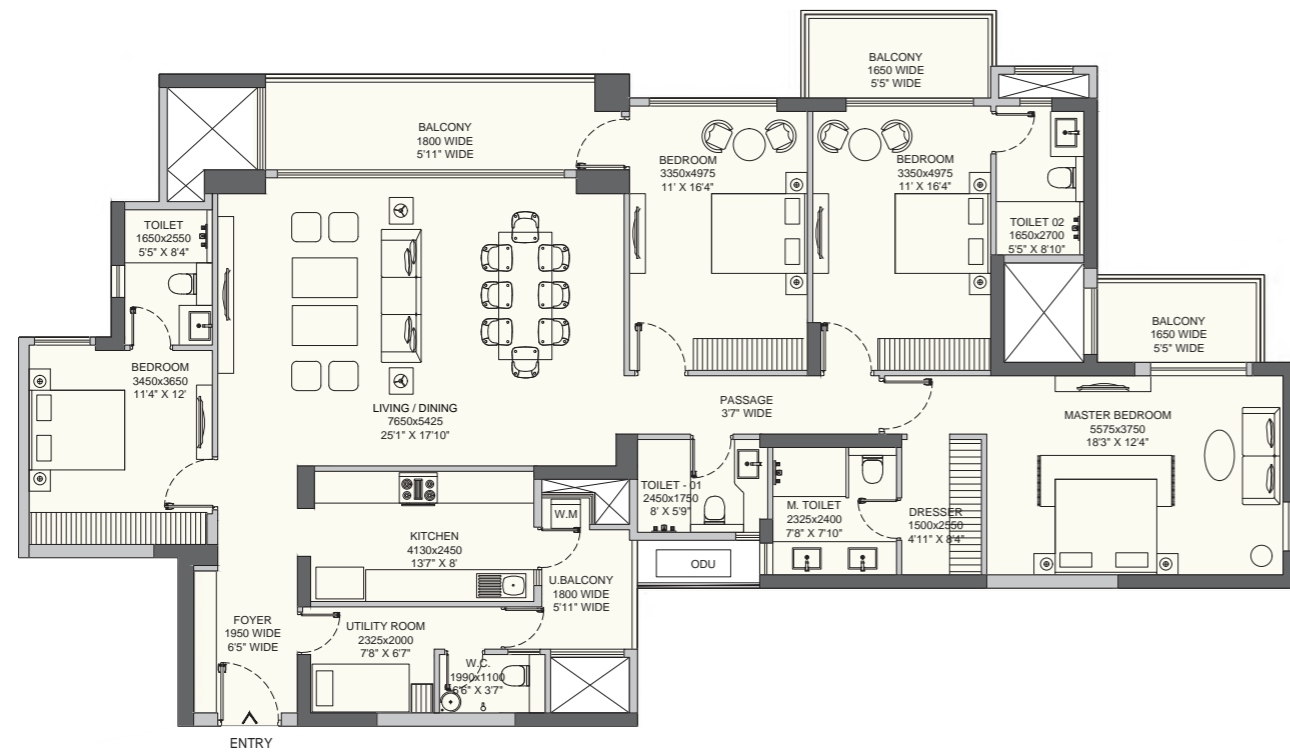 BALCONY
1650 WIDE
5'5" WIDE
BALCONY
1800 WIDE
5'11" WIDE
BEDROOM
3350x4975
11' X 16'4"
BEDROOM
3350x4975
11' X 16'4"
TOILET
1650x2550
5'5" X 8'4"
TOILET 02
1650x2700
5'5" X 8'10"
BALCONY
1650 WIDE
5'5" WIDE
BEDROOM
3450x3650
11'4" X 12'
LIVING / DINING
7650x5425
25'1" X 17'10"
PASSAGE
3'7" WIDE
MASTER BEDROOM
5575x3750
18'3" X 12'4"
TOILET - 01
2450x1750
8' X 5'9"
M. TOILET
2325x2400
7'8" X 7'10"
DRESSER
1500x2550
4'11" X 8'4"
W.M
KITCHEN
4130x2450
13'7" X 8'
ODU
U.BALCONY
1800 WIDE
5'11" WIDE
FOYER
1950 WIDE
6'5" WIDE
UTILITY ROOM
2325x2000
7'8" X 6'7"
W.C.
1990x1100
6'6" X 3'7"
ENTRY